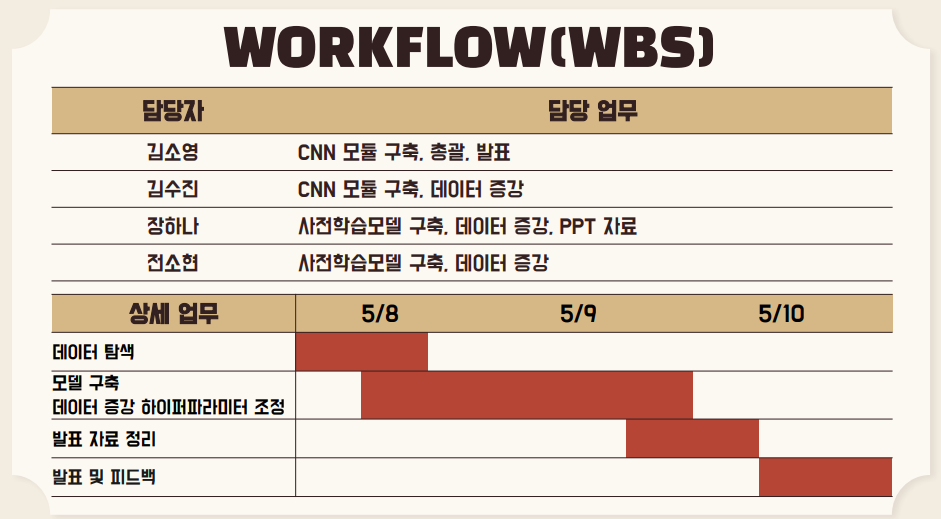 WORKFLOW(WBS)
담당자 담당 업무
김소영 CNN 모듈 구축, 총괄, 발표
김수진 CNN 모듈 구축, 데이터 증강
장하나 사전학습모델 구축, 데이터 증강, PPT 자료
전소현 사전학습모델 구축, 데이터 증강
상세 업무 5/8 5/9 5/10
데이터 탐색
모델 구축
데이터 증강 하이퍼파라미터 조정
발표 자료 정리
발표 및 피드백